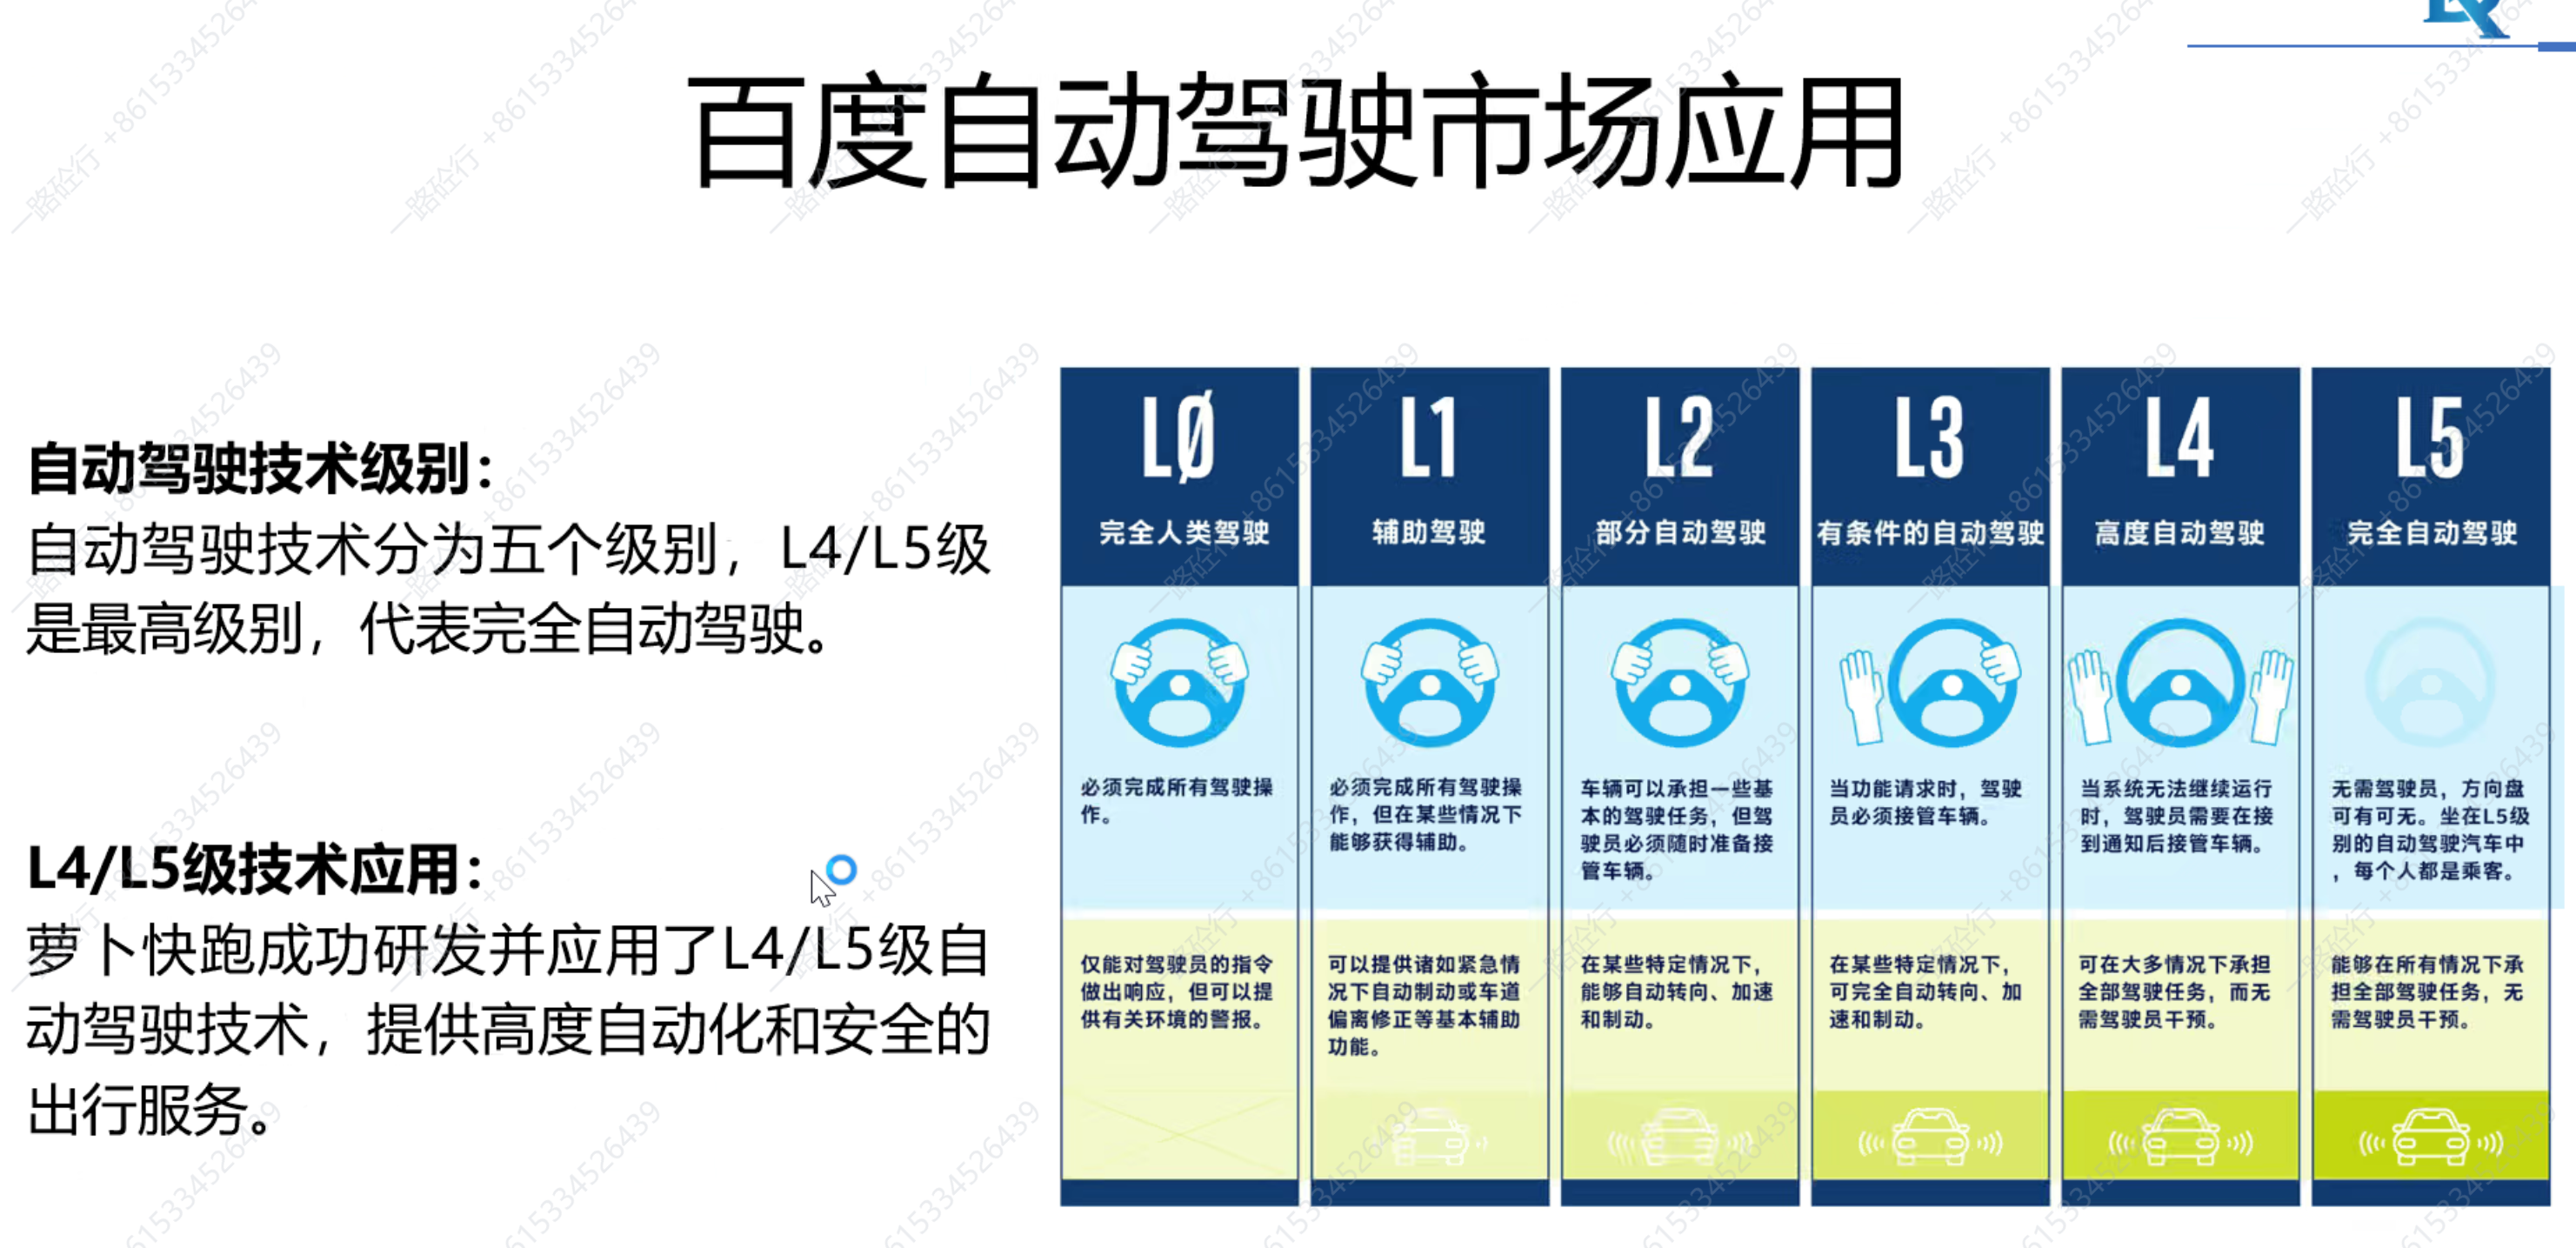 百度自动驾驶市场应用
自动驾驶技术级别：
自动驾驶技术分为五个级别，L4/L5级
是最高级别，代表完全自动驾驶。
L4/L5级技术应用：
萝卜快跑成功研发并应用了L4/L5级自
动驾驶技术，提供高度自动化和安全的
出行服务。
L0
完全人类驾驶
必须完成所有驾驶操
作。
仅能对驾驶员的指令
做出响应，但可以提
供有关环境的警报。
L1
辅助驾驶
必须完成所有驾驶操
作，但在某些情况下
能够获得辅助。
可以提供诸如紧急情
况下自动制动或车道
偏离修正等基本辅助
功能。
L2
部分自动驾驶
车辆可以承担一些基
本的驾驶任务，但驾
驶员必须随时准备接
管车辆。
在某些特定情况下，
能够自动转向、加速
和制动。
L3
有条件的自动驾驶
当功能请求时，驾驶
员必须接管车辆。
在某些特定情况下，
可完全自动转向、加
速和制动。
L4
高度自动驾驶
当系统无法继续运行
时，驾驶员需要在接
到通知后接管车辆。
可在大多情况下承担
全部驾驶任务，而无
需驾驶员干预。
L5
完全自动驾驶
无需驾驶员，方向盘
可有可无。坐在L5级
别的自动驾驶汽车中
，每个人都是乘客。
能够在所有情况下承
担全部驾驶任务，无
需驾驶员干预。
一路砼行 +8615334526439